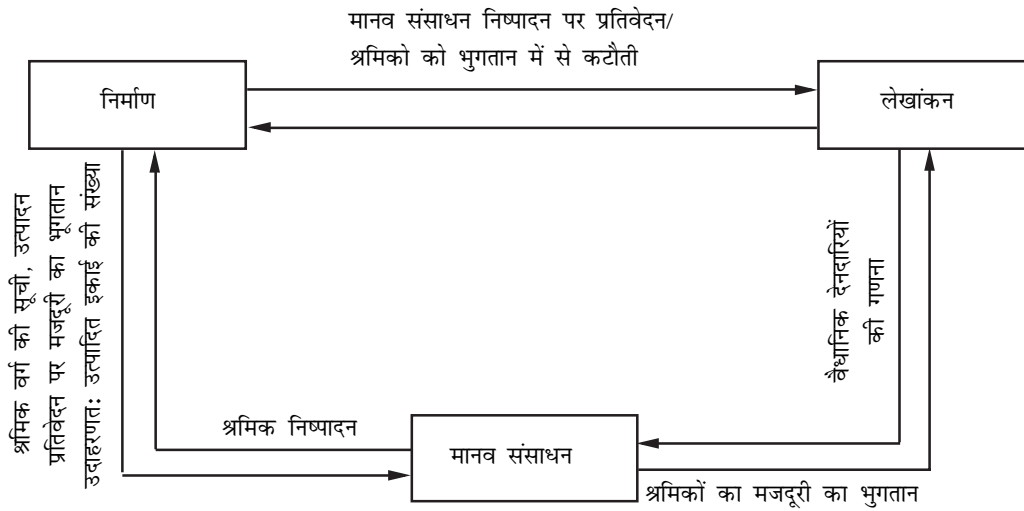 मानव संसाधन निष्पादन पर प्रतिवेदन/
श्रमिको को भुगतान में से कटौती
निर्माण
लेखांकन
श्रमिक वर्ग की सूची, उत्पादन
प्रतिवेदन पर मजदूरी का भूगतान
उदाहरणत: उत्पादित इकाई की संख्या
वैधानिक देनदारियों
की गणना
श्रमिक निष्पादन
मानव संसाधन
श्रमिकों का मजदूरी का भुगतान